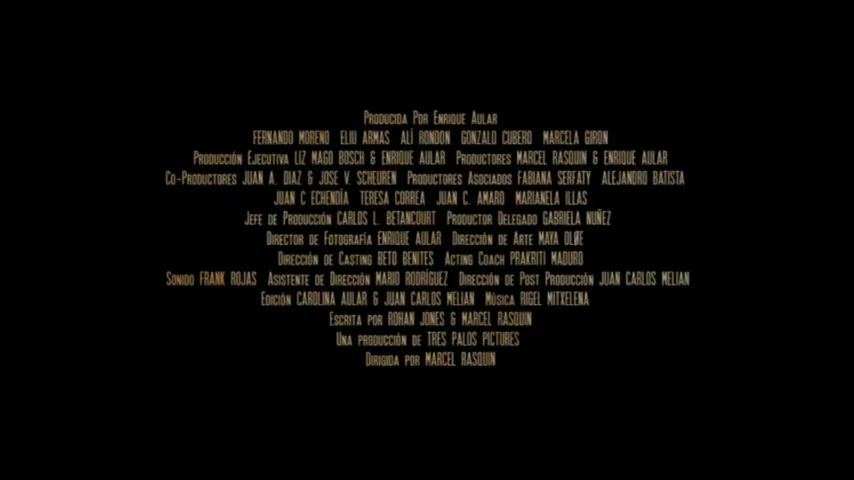 Producida Por Enrique Aular
FERNANDO MORENO ELIU ARMAS ALÍ RONDON GONZALO CUBERO MARCELA GIRON
Producción Ejecutiva LIZ MAGO BOSCH & ENRIQUE AULAR Productores MARCEL RASQUIN & ENRIQUE AULAR
Co-Productores JUAN A. DIAZ & JOSE V. SCHEUREN Productores Asociados FABIANA SERFATY ALEJANDRO BATISTA
JUAN C ECHENDÍA TERESA CORREA JUAN C. AMARO MARIANELA ILLAS
Jefe de Producción CARLOS L. BETANCOURT Productor Delegado GABRIELA NUÑEZ
Director de Fotografía ENRIQUE AULAR Dirección de Arte MAYA OLØE
Dirección de Casting BETO BENITES Acting Coach PRAKRITI MADURO
Sonido FRANK ROJAS Asistente de Dirección MARIO RODRÍGUEZ Dirección de Post Producción JUAN CARLOS MELIAN
Edición CAROLINA AULAR & JUAN CARLOS MELIAN Música RIGEL MITXELENA
Escrita por ROHAN JONES & MARCEL RASQUIN
Una producción de TRES PALOS PICTURES
Dirigida por MARCEL RASQUIN